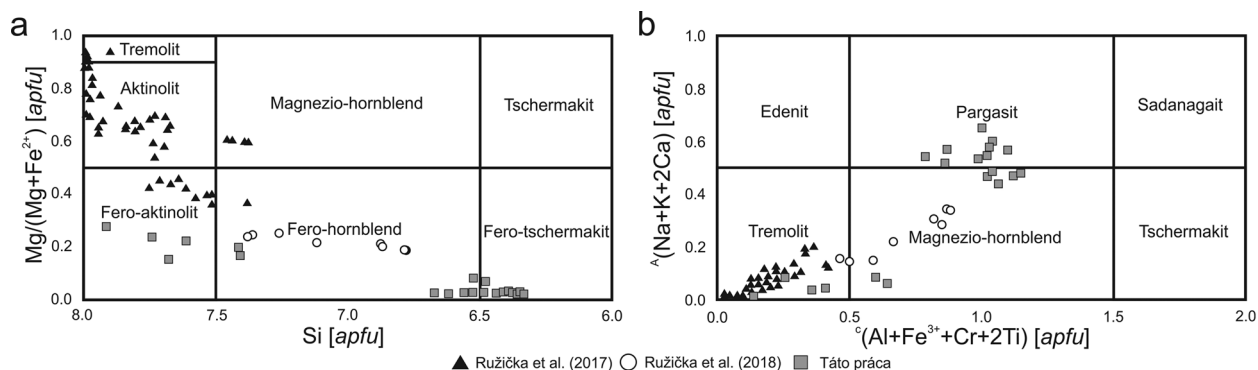 a
1.0
0.8
0.6
0.4
0.2
0.0
Mg/(Mg+Fe²⁺) [apfu]
Tremolit
Aktinolit
Magnezio-hornblend
Tschermakit
Fero-aktinolit
Fero-hornblend
Fero-tschermakit
8.0
7.5
7.0
6.5
6.0
Si [apfu]
b
1.0
0.8
0.6
0.4
0.2
0.0
ᴬ(Na+K+2Ca) [apfu]
Edenit
Pargasit
Sadanagait
Tremolit
Magnezio-hornblend
Tschermakit
0.0
0.5
1.0
1.5
2.0
ᶜ(Al+Fe³⁺+Cr+2Ti) [apfu]
Ružička et al. (2017)
Ružička et al. (2018)
Táto práca